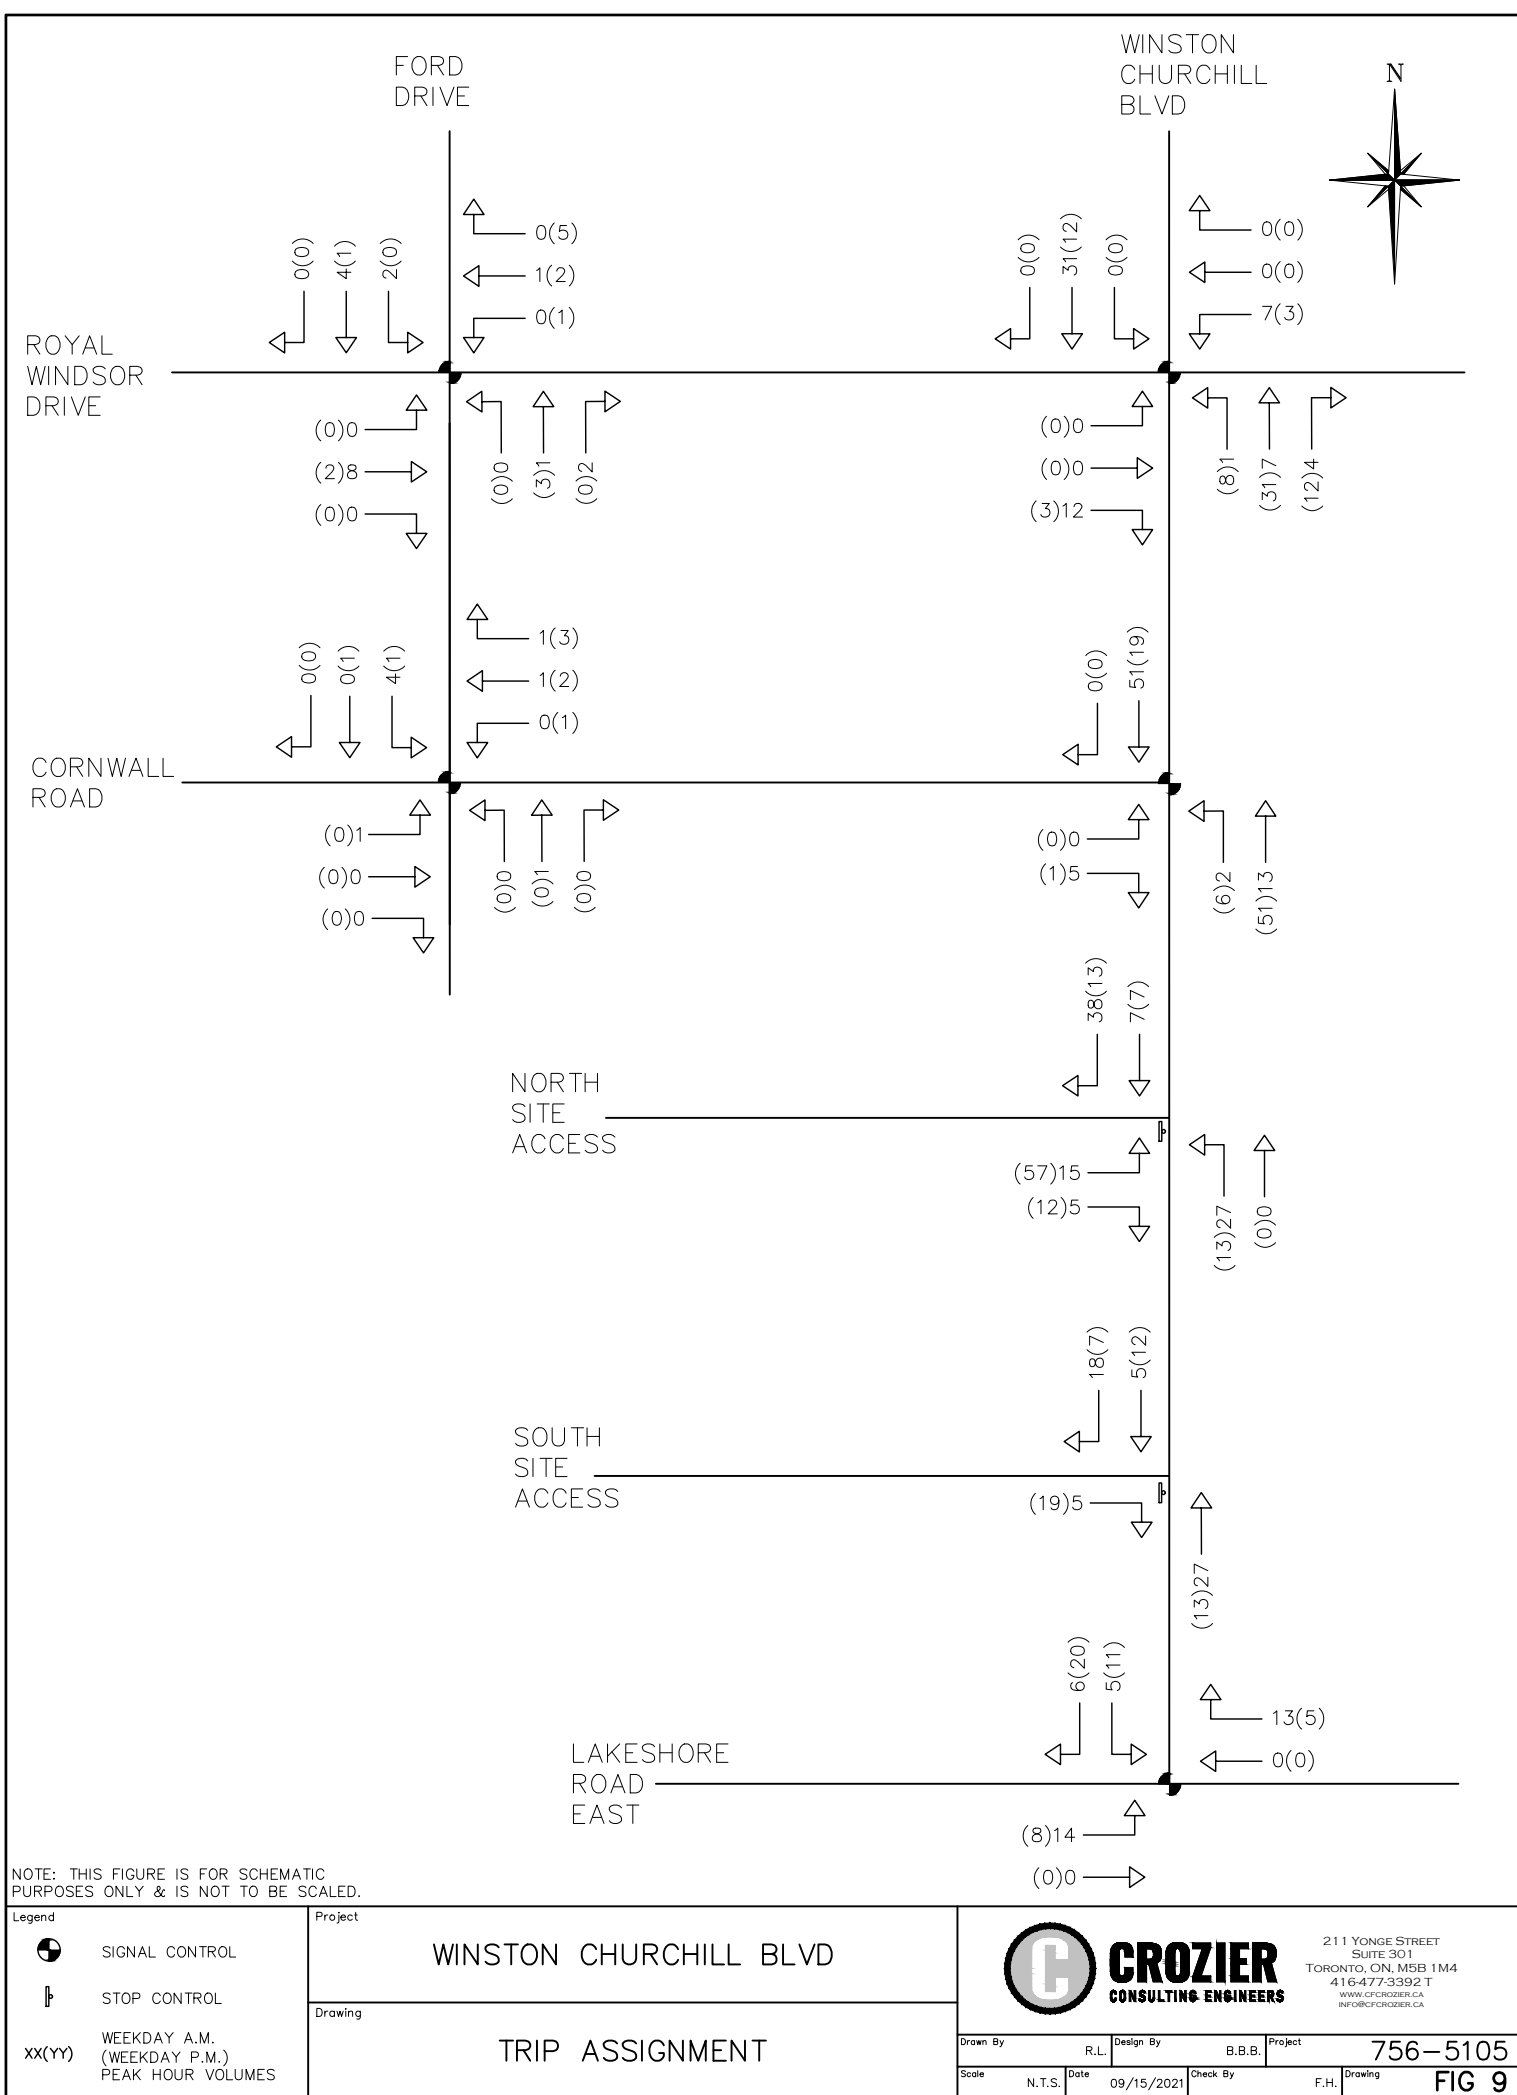 FORD
DRIVE
WINSTON
CHURCHILL
BLVD
N
0(0)
4(1)
2(0)
0(5)
1(2)
0(1)
0(0)
31(12)
0(0)
0(0)
0(0)
7(3)
ROYAL
WINDSOR
DRIVE
(0)0
(2)8
(0)0
(0)0
(3)1
(0)2
(0)0
(0)0
(3)12
(8)1
(31)7
(12)4
0(0)
0(1)
4(1)
1(3)
1(2)
0(1)
0(0)
51(19)
CORNWALL
ROAD
(0)1
(0)0
(0)0
(0)0
(0)1
(0)0
(0)0
(1)5
(6)2
(51)13
38(13)
7(7)
NORTH
SITE
ACCESS
(57)15
(12)5
(13)27
(0)0
18(7)
5(12)
SOUTH
SITE
ACCESS
(19)5
(13)27
6(20)
5(11)
13(5)
0(0)
LAKESHORE
ROAD
EAST
(8)14
(0)0
NOTE: THIS FIGURE IS FOR SCHEMATIC
PURPOSES ONLY & IS NOT TO BE SCALED.
Legend
SIGNAL CONTROL
STOP CONTROL
XX(YY)
WEEKDAY A.M.
(WEEKDAY P.M.)
PEAK HOUR VOLUMES
Project
WINSTON CHURCHILL BLVD
Drawing
TRIP ASSIGNMENT
C
CROZIER
CONSULTING ENGINEERS
211 YONGE STREET
SUITE 301
TORONTO, ON, M5B 1M4
416-477-3392 T
WWW.CFCROZIER.CA
INFO@CFCROZIER.CA
Drawn By R.L.
Design By B.B.B.
Project 756-5105
Scale N.T.S.
Date 09/15/2021
Check By F.H.
Drawing FIG 9